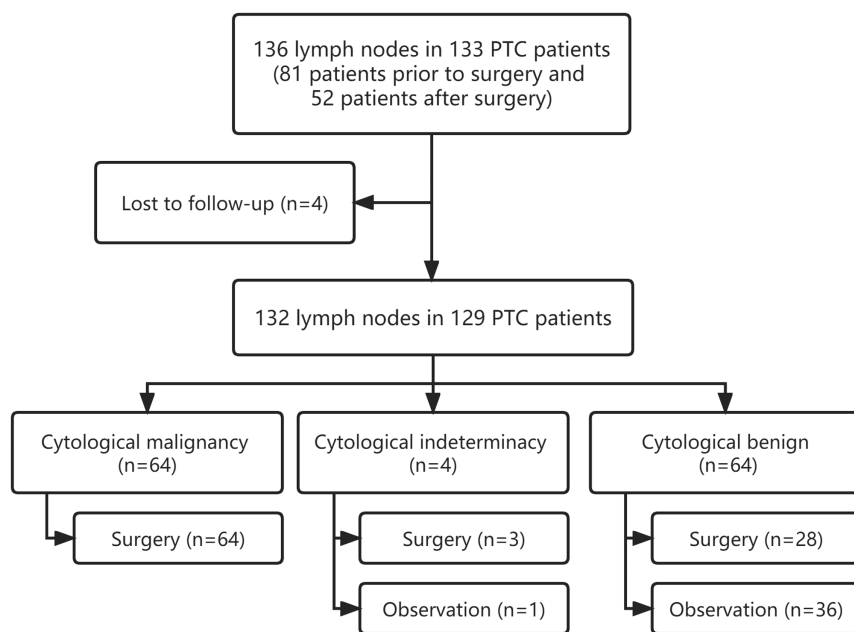 136 lymph nodes in 133 PTC patients
(81 patients prior to surgery and
52 patients after surgery)
Lost to follow-up (n=4)
132 lymph nodes in 129 PTC patients
Cytological malignancy
(n=64)
Cytological indeterminacy
(n=4)
Cytological benign
(n=64)
Surgery (n=64)
Surgery (n=3)
Surgery (n=28)
Observation (n=1)
Observation (n=36)